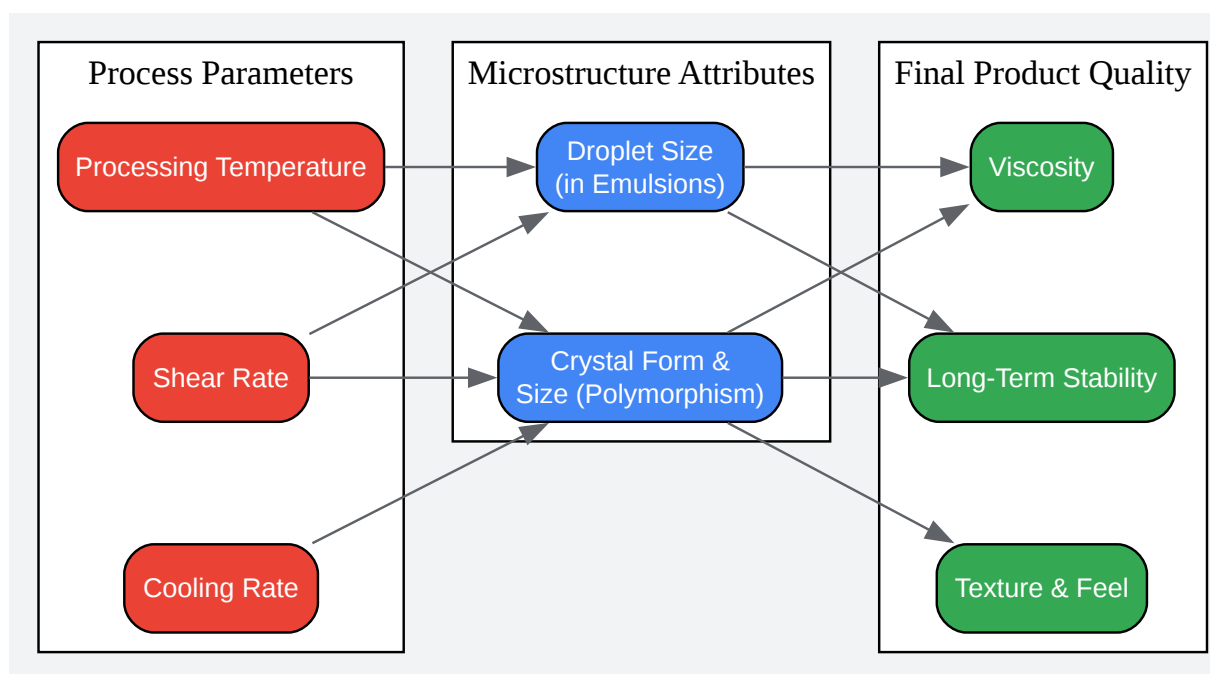 Process Parameters
Processing Temperature
Shear Rate
Cooling Rate
Microstructure Attributes
Droplet Size
(in Emulsions)
Crystal Form &
Size (Polymorphism)
Final Product Quality
Viscosity
Long-Term Stability
Texture & Feel